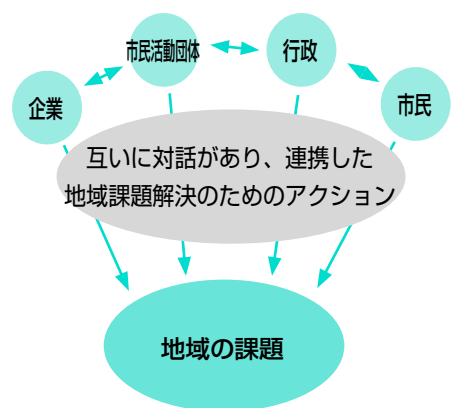 市民活動団体
行政
企業
市民
互いに対話があり、連携した
地域課題解決のためのアクション
地域の課題